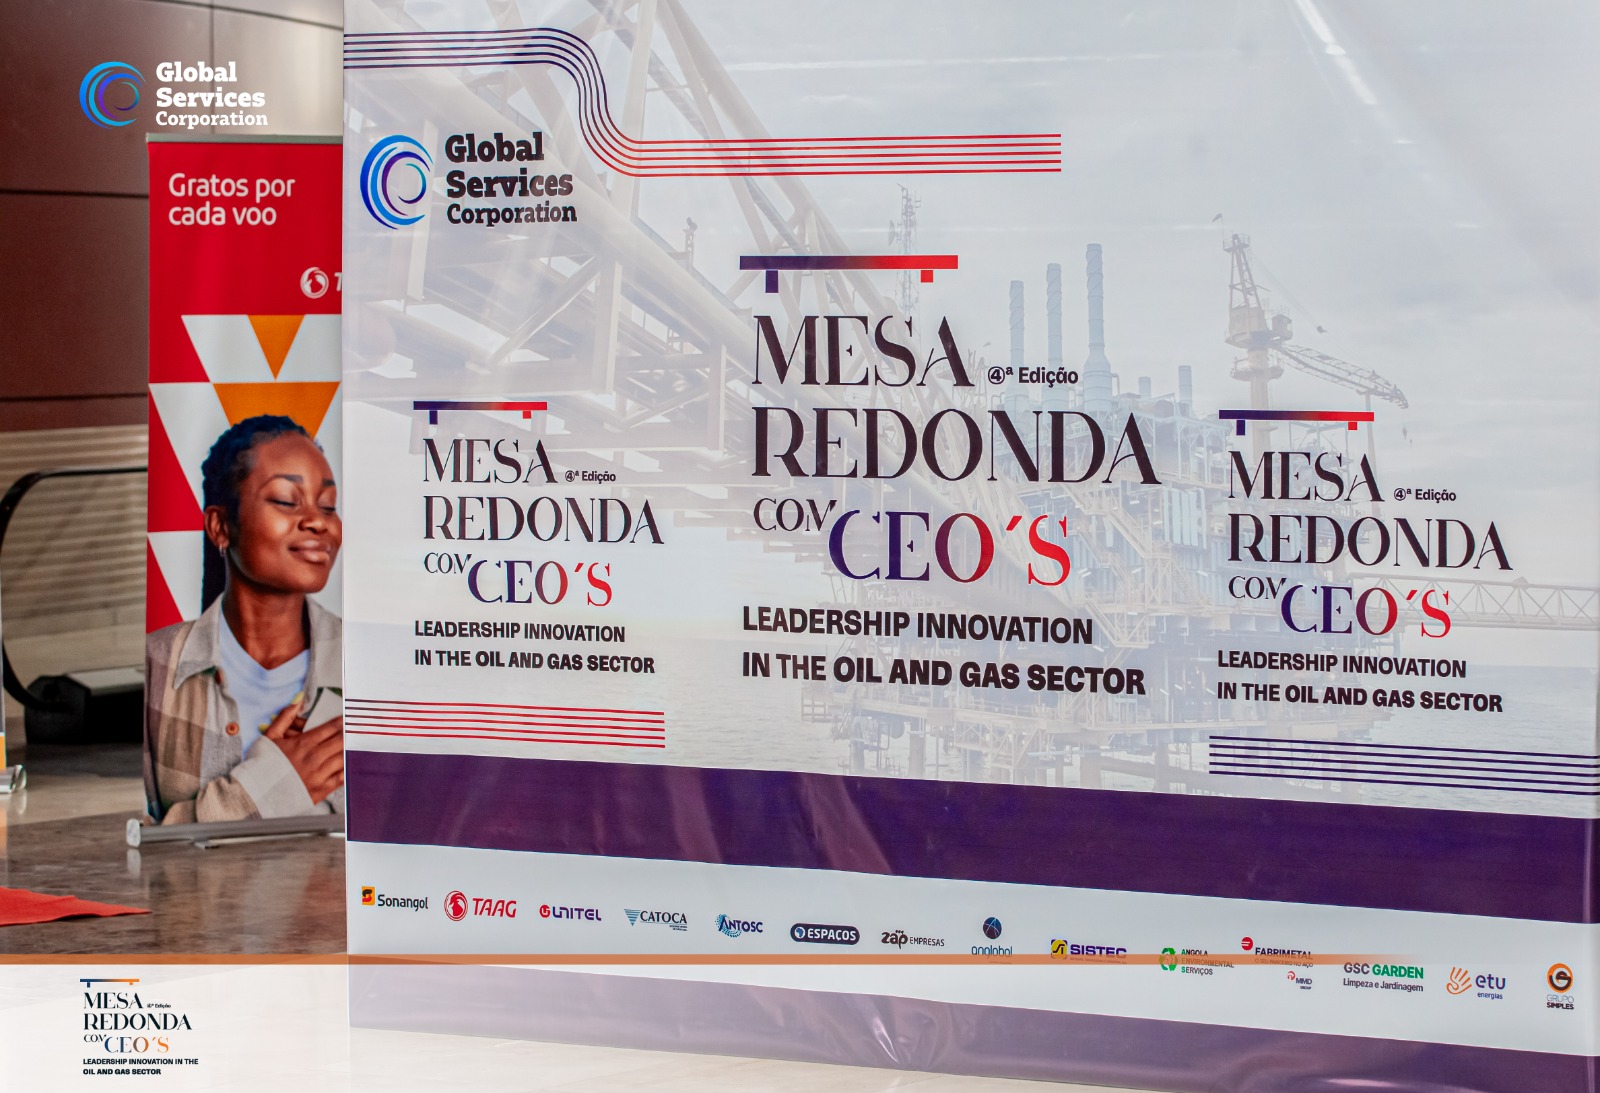 Global
Services
Corporation
Gratos por
cada voo
Global
Services
Corporation
MESA 4ª Edição
REDONDA
COM CEO´S
LEADERSHIP INNOVATION
IN THE OIL AND GAS SECTOR
MESA 4ª Edição
REDONDA
COM CEO´S
LEADERSHIP INNOVATION
IN THE OIL AND GAS SECTOR
MESA 4ª Edição
REDONDA
COM CEO´S
LEADERSHIP INNOVATION
IN THE OIL AND GAS SECTOR
Sonangol
TAAG
UNITEL
CATOCA
ANTOSC
ESPAÇOS
zap EMPRESAS
anglobal
SISTEC
ANGOLA
ENVIRONMENTAL
SERVIÇOS
FABRIMETAL
MMD
GROUP
GSC GARDEN
Limpeza e Jardinagem
etu
energias
GRUPO
SIMPLES
MESA 4ª Edição
REDONDA
COM CEO´S
LEADERSHIP INNOVATION IN THE
OIL AND GAS SECTOR